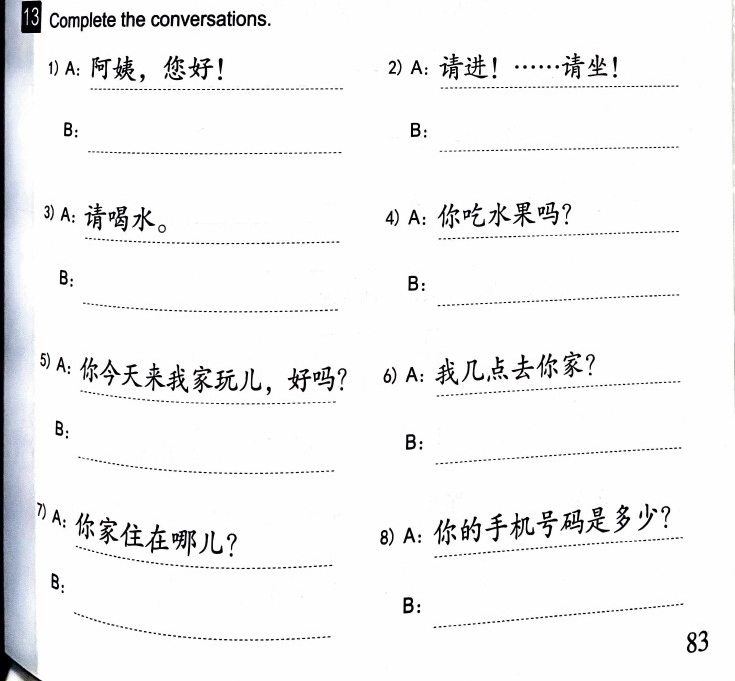 13 Complete the conversations.
1) A: 阿姨，您好！
B:
2) A: 请进！……请坐！
B:
3) A: 请喝水。
B:
4) A: 你吃水果吗？
B:
5) A: 你今天来我家玩儿，好吗？
B:
6) A: 我几点去你家？
B:
7) A: 你家住在哪儿？
B:
8) A: 你的手机号码是多少？
B:
83